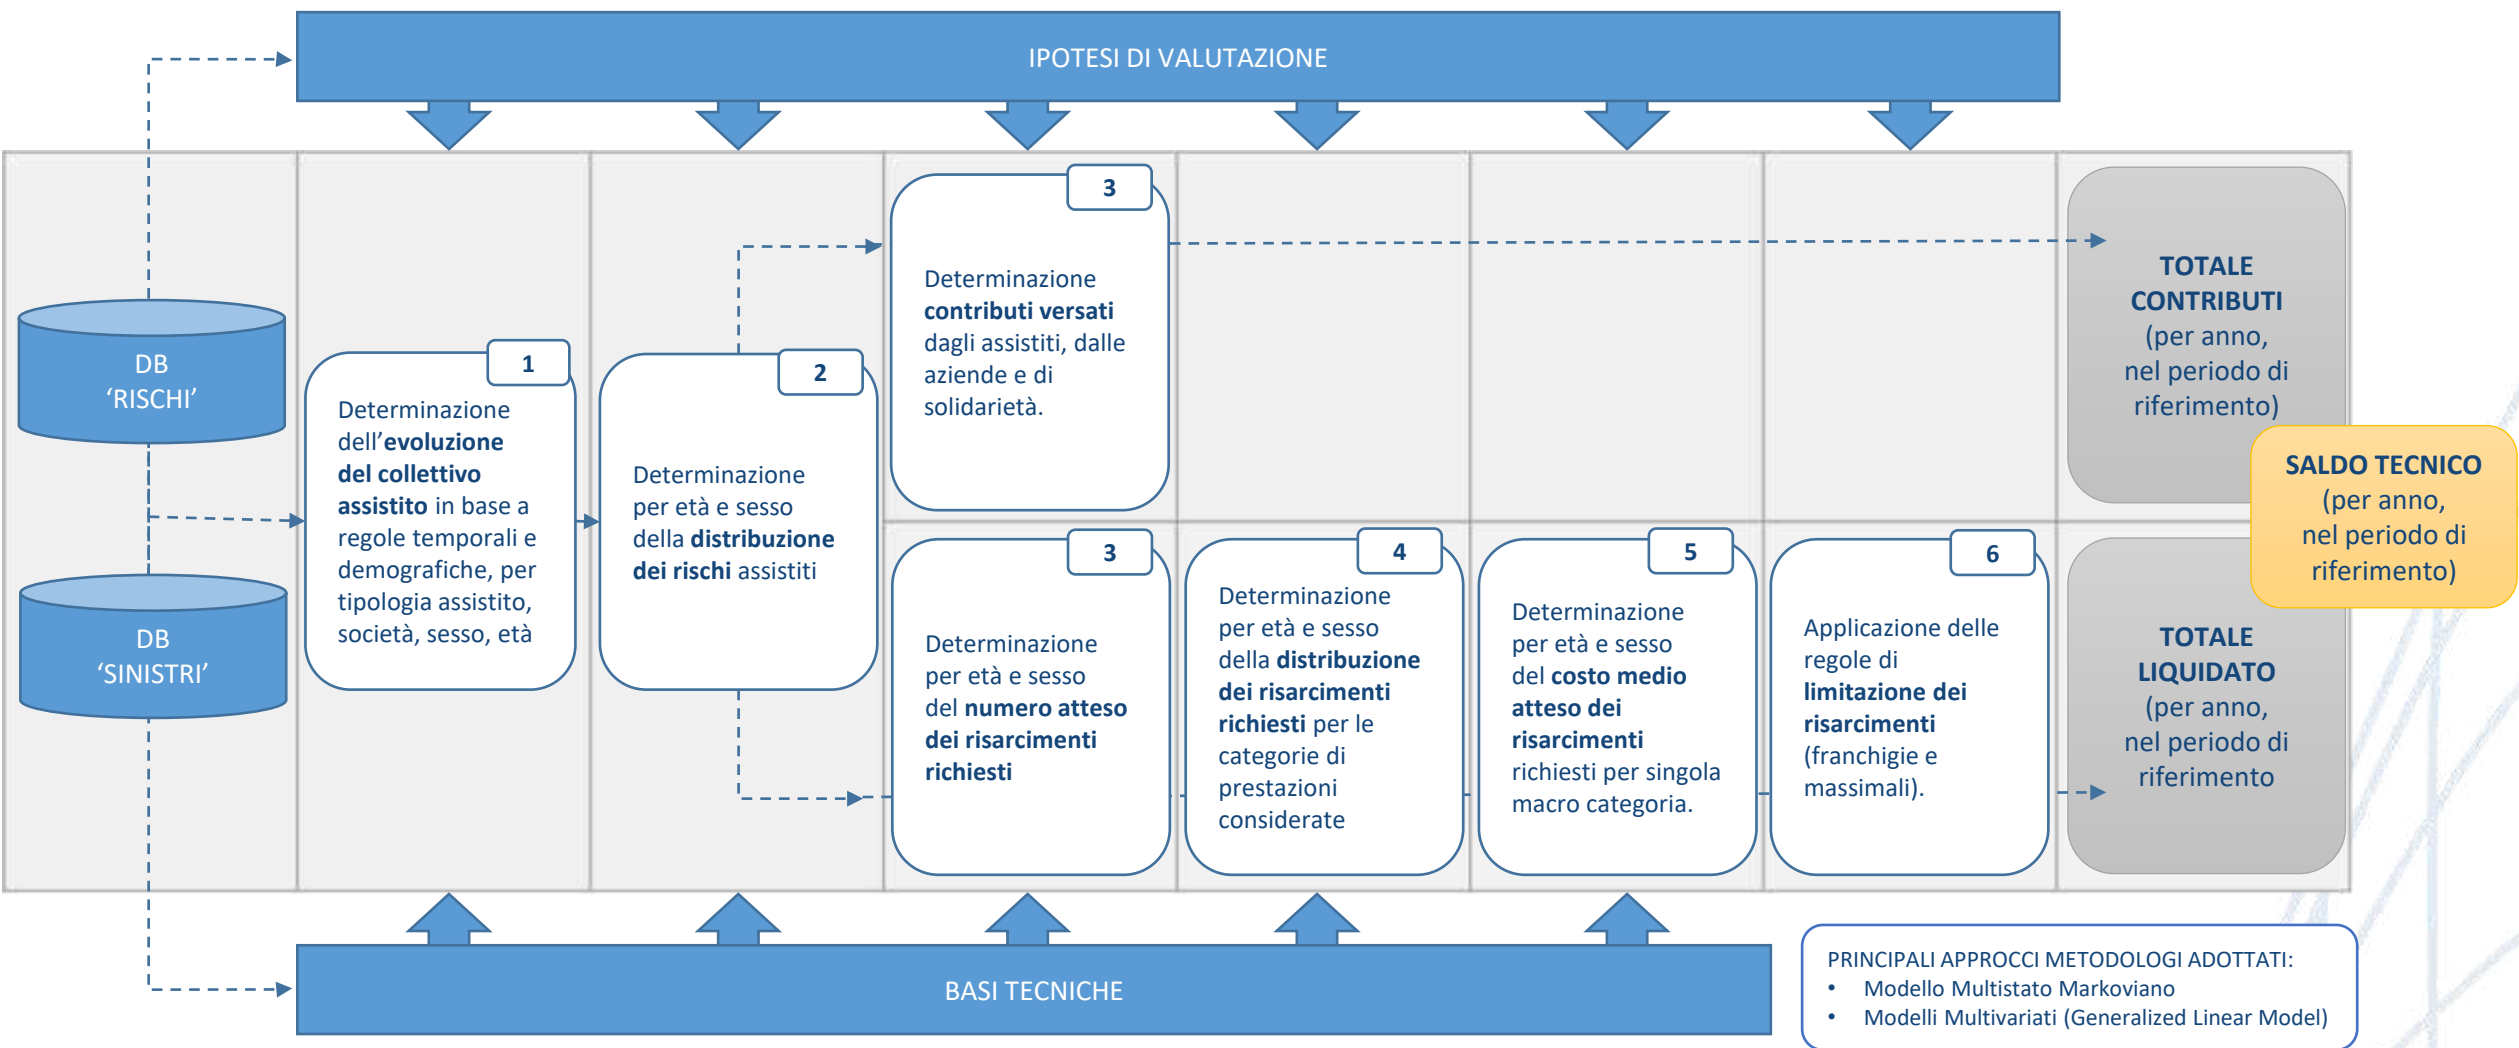 IPOTESI DI VALUTAZIONE
DB
‘RISCHI’
DB
‘SINISTRI’
1
Determinazione
dell’evoluzione
del collettivo
assistito in base a
regole temporali e
demografiche, per
tipologia assistito,
società, sesso, età
2
Determinazione
per età e sesso
della distribuzione
dei rischi assistiti
3
Determinazione
contributi versati
dagli assistiti, dalle
aziende e di
solidarietà.
3
Determinazione
per età e sesso
del numero atteso
dei risarcimenti
richiesti
4
Determinazione
per età e sesso
della distribuzione
dei risarcimenti
richiesti per le
categorie di
prestazioni
considerate
5
Determinazione
per età e sesso
del costo medio
atteso dei
risarcimenti
richiesti per singola
macro categoria.
6
Applicazione delle
regole di
limitazione dei
risarcimenti
(franchigie e
massimali).
TOTALE
CONTRIBUTI
(per anno,
nel periodo di
riferimento)
SALDO TECNICO
(per anno,
nel periodo di
riferimento)
TOTALE
LIQUIDATO
(per anno,
nel periodo di
riferimento
BASI TECNICHE
PRINCIPALI APPROCCI METODOLOGI ADOTTATI:
• Modello Multistato Markoviano
• Modelli Multivariati (Generalized Linear Model)